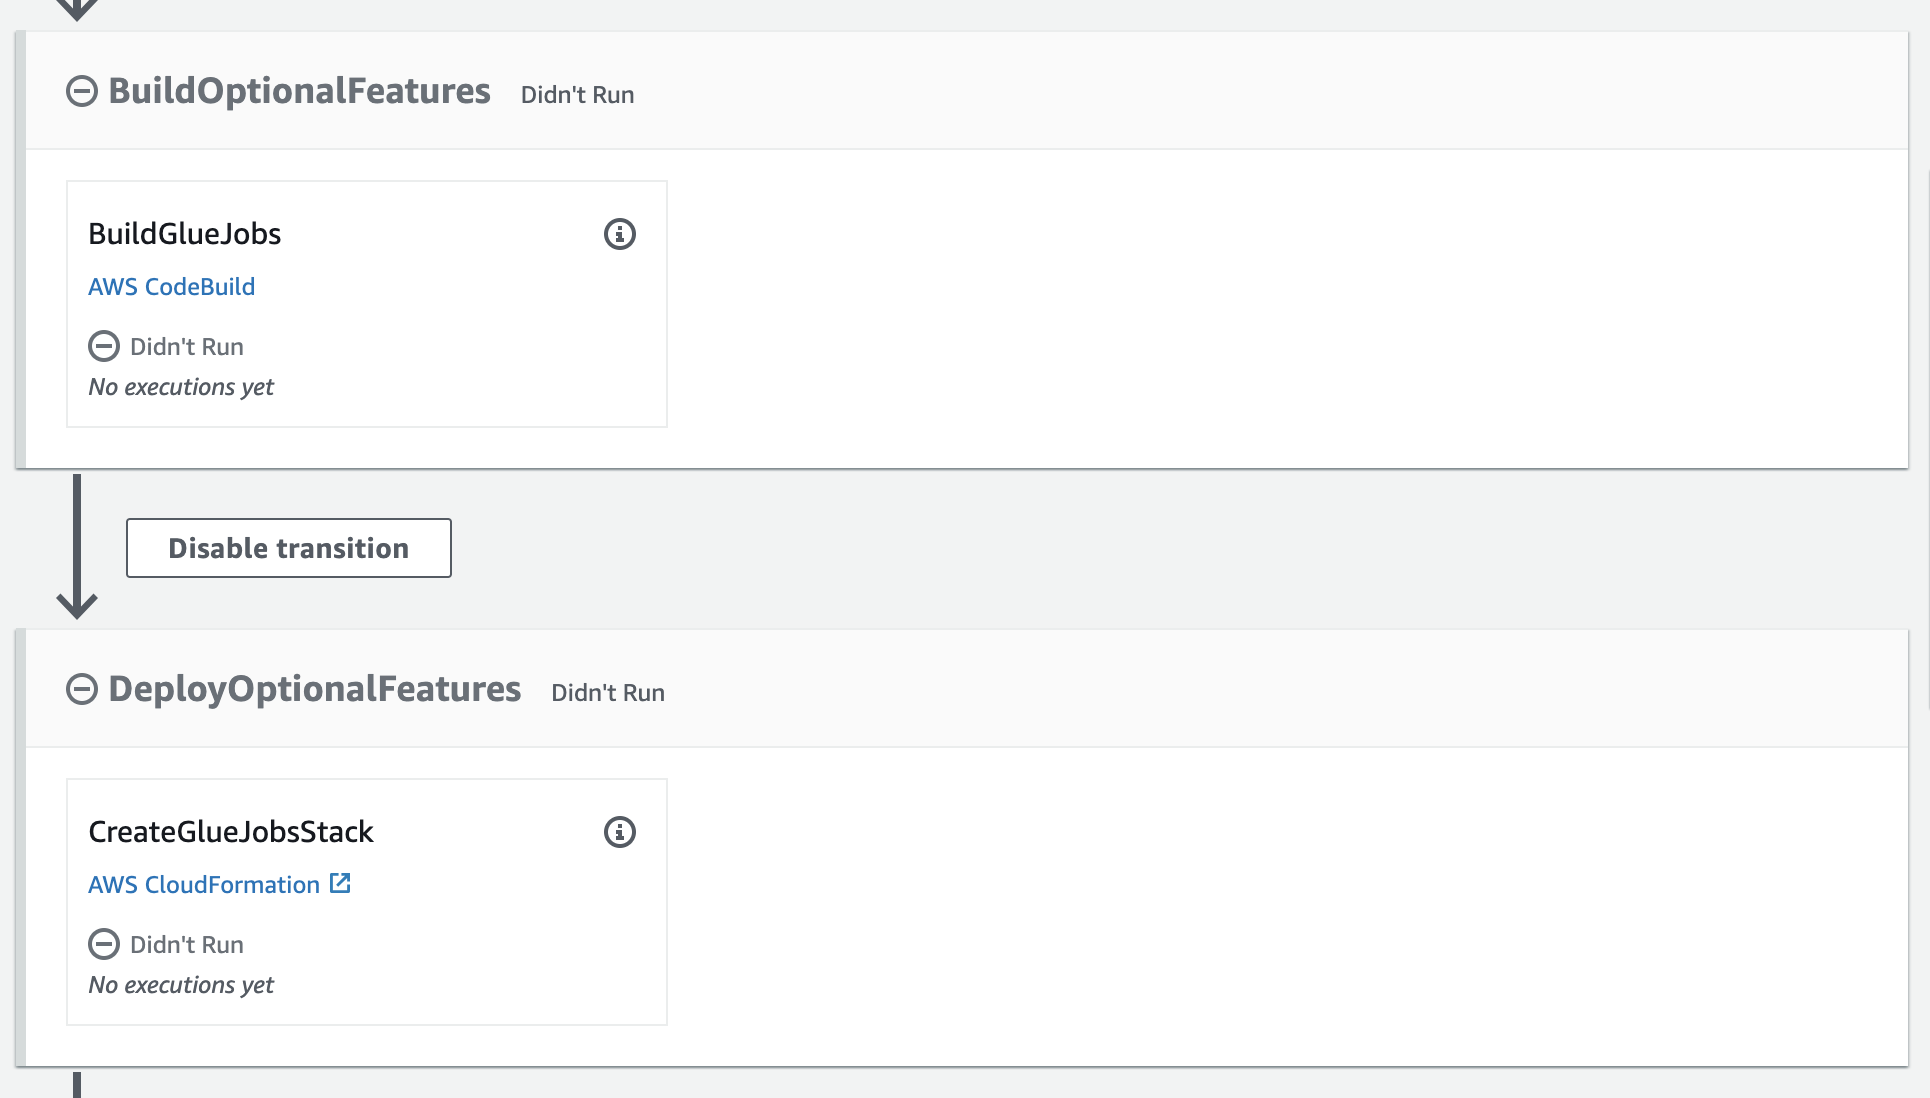 BuildOptionalFeatures Didn't Run
BuildGlueJobs
AWS CodeBuild
Didn't Run
No executions yet
Disable transition
DeployOptionalFeatures Didn't Run
CreateGlueJobsStack
AWS CloudFormation
Didn't Run
No executions yet